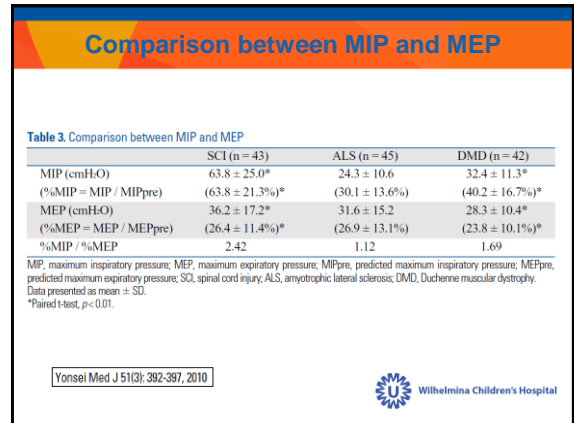 Comparison between MIP and MEP
Table 3. Comparison between MIP and MEP
SCI (n = 43) ALS (n = 45) DMD (n = 42)
MIP (cmH₂O) 63.8 ± 25.0* 24.3 ± 10.6 32.4 ± 11.3*
(%MIP = MIP / MIPpre) (63.8 ± 21.3%)* (30.1 ± 13.6%) (40.2 ± 16.7%)*
MEP (cmH₂O) 36.2 ± 17.2* 31.6 ± 15.2 28.3 ± 10.4*
(%MEP = MEP / MEPpre) (26.4 ± 11.4%)* (26.9 ± 13.1%) (23.8 ± 10.1%)*
%MIP / %MEP 2.42 1.12 1.69
MIP, maximum inspiratory pressure; MEP, maximum expiratory pressure; MIPpre, predicted maximum inspiratory pressure; MEPpre,
predicted maximum expiratory pressure; SCI, spinal cord injury; ALS, amyotrophic lateral sclerosis; DMD, Duchenne muscular dystrophy.
Data presented as mean ± SD.
*Paired t-test, p < 0.01.
Yonsei Med J 51(3): 392-397, 2010
Wilhelmina Children's Hospital